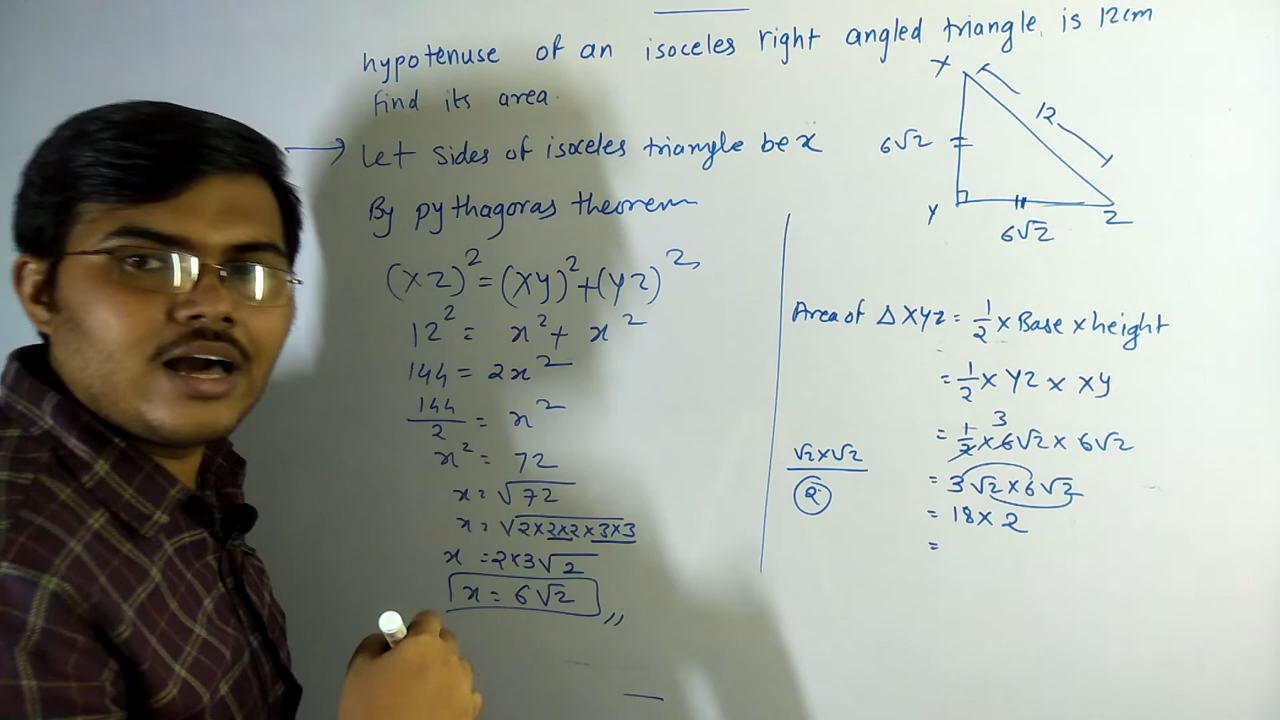 hypotenuse of an isoceles right angled triangle, is 12cm
find its area.
→ Let sides of isoceles triangle be x
By pythagoras theorem
(XZ)² = (XY)² + (YZ)²,
12² = x² + x²
144 = 2x²
144/2 = x²
x² = 72
x = √72
x = √2×2×2×3×3
x = 2×3√2
x = 6√2 ,,
X
12
6√2
Y
Z
6√2
Area of △XYZ = 1/2 × Base × height
= 1/2 × YZ × XY
3
= 1/2 × 6√2 × 6√2
= 3√2 × 6√2
= 18 × 2
=
√2×√2
2